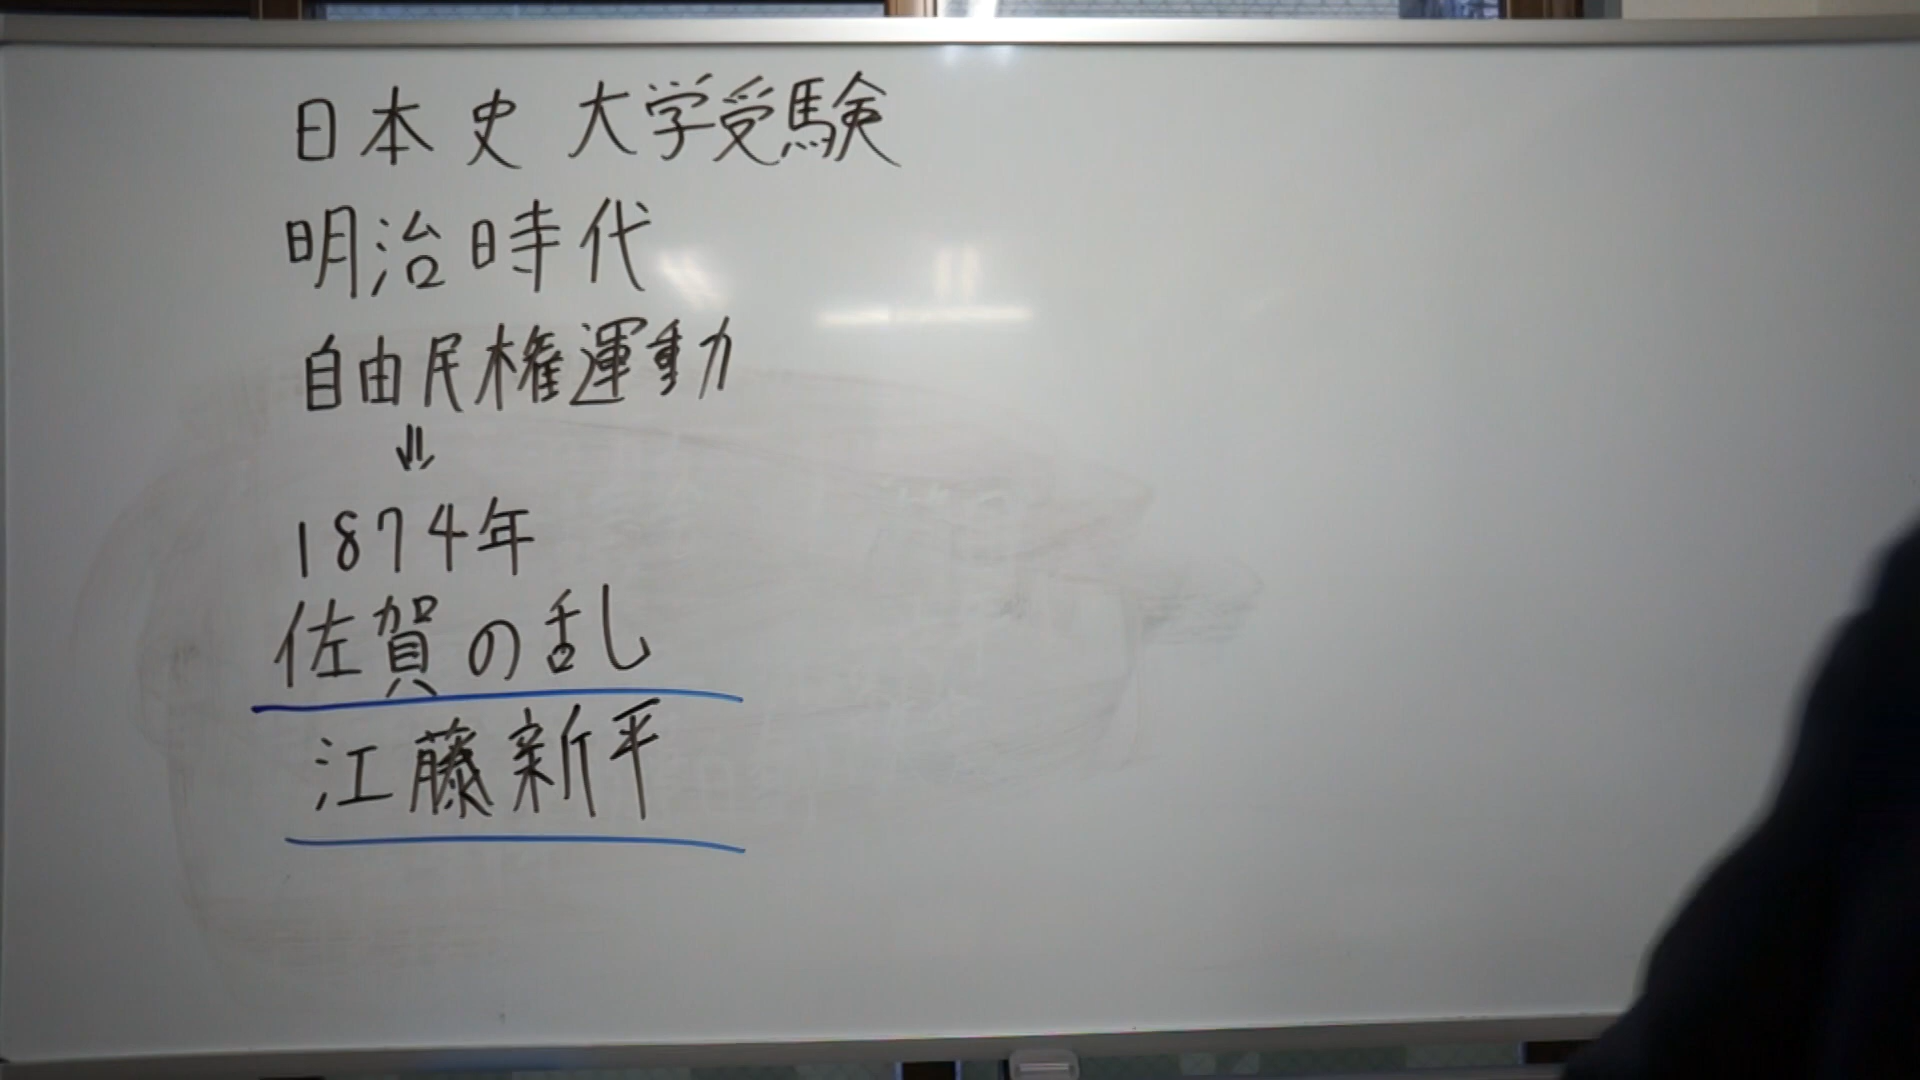 日本史 大学受験
明治時代
自由民権運動
⇓
1874年
佐賀の乱
江藤新平